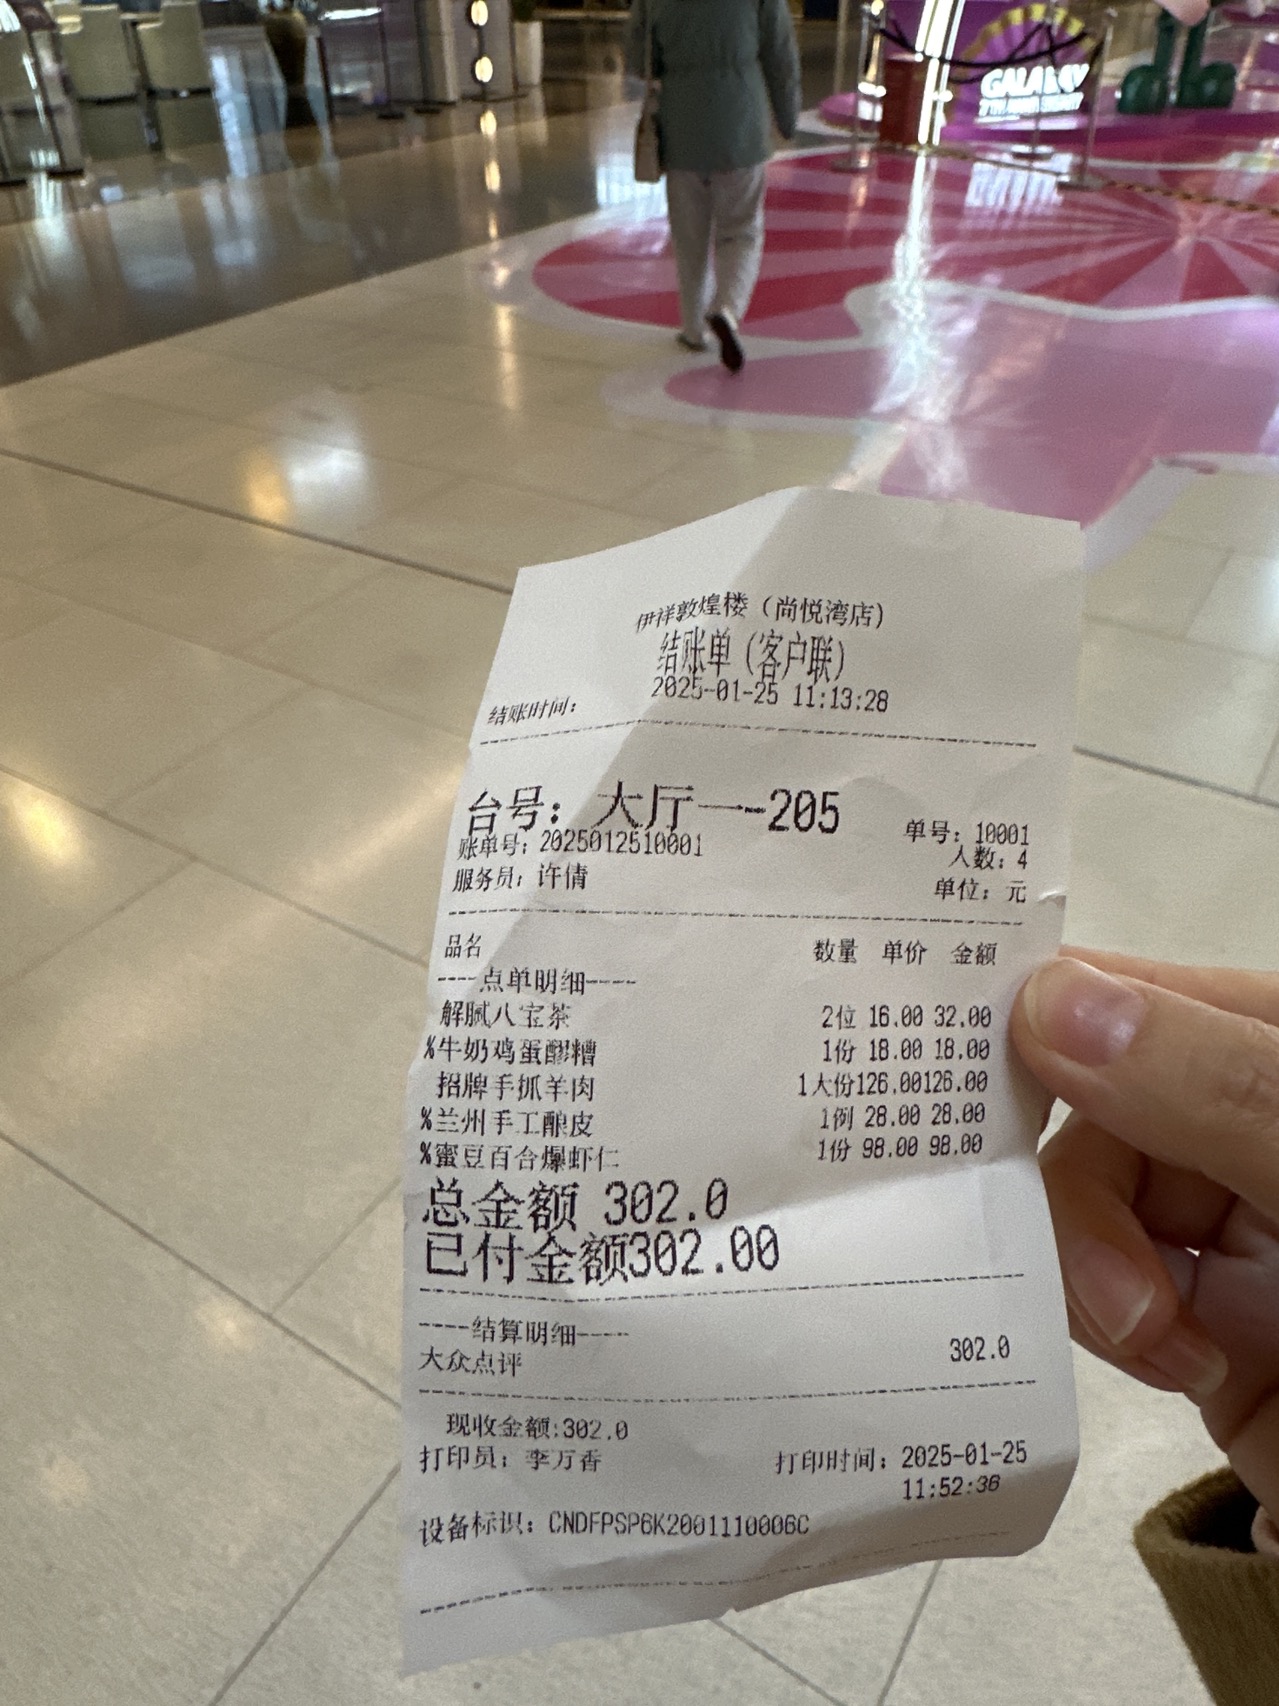 GALAXY
伊祥敦煌楼（尚悦湾店）
结账单（客户联）
结账时间： 2025-01-25 11:13:28
台号： 大厅一-205
单号：10001
账单号：2025012510001
人数：4
服务员：许倩
单位：元
品名 数量 单价 金额
----点单明细----
解腻八宝茶 2位 16.00 32.00
%牛奶鸡蛋醪糟 1份 18.00 18.00
招牌手抓羊肉 1大份126.00126.00
%兰州手工酿皮 1例 28.00 28.00
%蜜豆百合爆虾仁 1份 98.00 98.00
总金额 302.0
已付金额302.00
----结算明细----
大众点评 302.0
现收金额:302.0
打印员：李万香 打印时间：2025-01-25
11:52:36
设备标识：CNDFPSP6K2001110006C